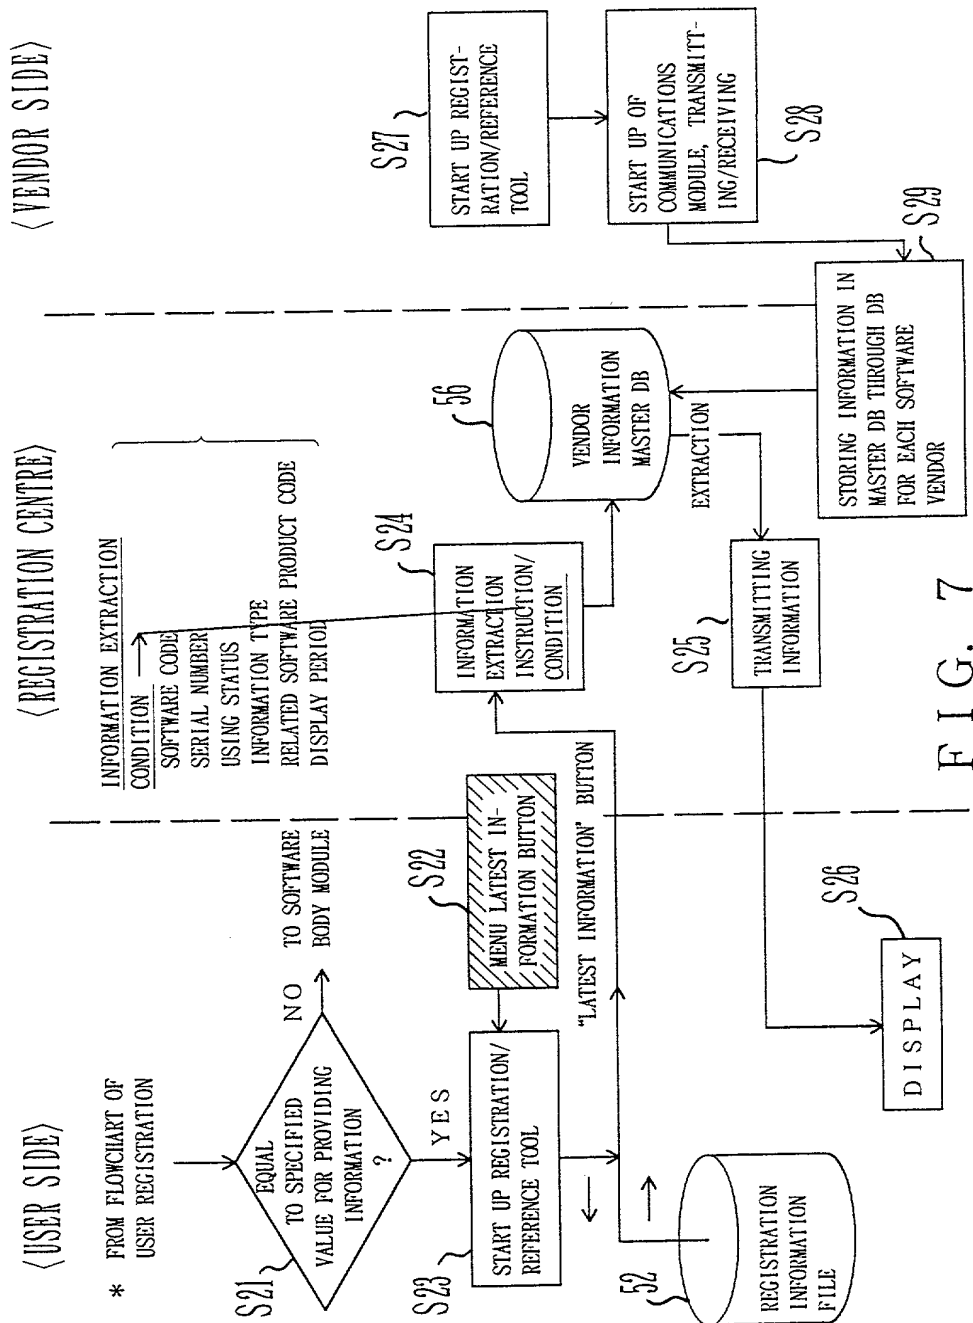 ⟨USER SIDE⟩
⟨REGISTRATION CENTRE⟩
⟨VENDOR SIDE⟩
* FROM FLOWCHART OF
USER REGISTRATION
S21
EQUAL
TO SPECIFIED
VALUE FOR PROVIDING
INFORMATION
?
NO
TO SOFTWARE
BODY MODULE
YES
S22
MENU LATEST IN-
FORMATION BUTTON
S23
START UP REGISTRATION/
REFERENCE TOOL
"LATEST INFORMATION" BUTTON
52
REGISTRATION
INFORMATION
FILE
S26
DISPLAY
INFORMATION EXTRACTION
CONDITION
SOFTWARE CODE
SERIAL NUMBER
USING STATUS
INFORMATION TYPE
RELATED SOFTWARE PRODUCT CODE
DISPLAY PERIOD
S24
INFORMATION
EXTRACTION
INSTRUCTION/
CONDITION
56
VENDOR
INFORMATION
MASTER DB
EXTRACTION
S25
TRANSMITTING
INFORMATION
S27
START UP REGIST-
RATION/REFERENCE
TOOL
START UP OF
COMMUNICATIONS
MODULE, TRANSMITT-
ING/RECEIVING
S28
S29
STORING INFORMATION IN
MASTER DB THROUGH DB
FOR EACH SOFTWARE
VENDOR
FIG. 7